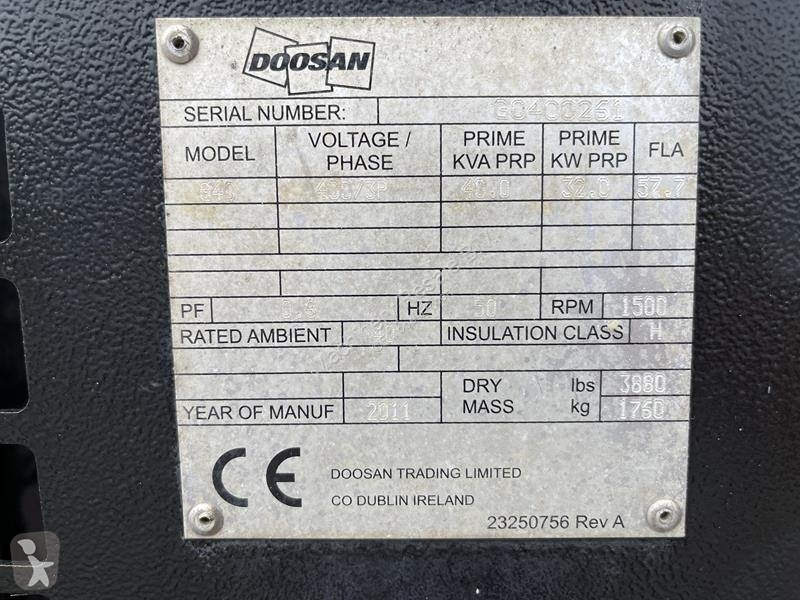 DOOSAN
SERIAL NUMBER: G0400261
MODEL VOLTAGE / PHASE PRIME KVA PRP PRIME KW PRP FLA
G40 400/3P 40.0 32.0 57.7
PF 0.8 HZ 50 RPM 1500
RATED AMBIENT 40 INSULATION CLASS H
DRY MASS lbs 3880
YEAR OF MANUF 2011 kg 1760
CE
DOOSAN TRADING LIMITED
CO DUBLIN IRELAND
23250756 Rev A